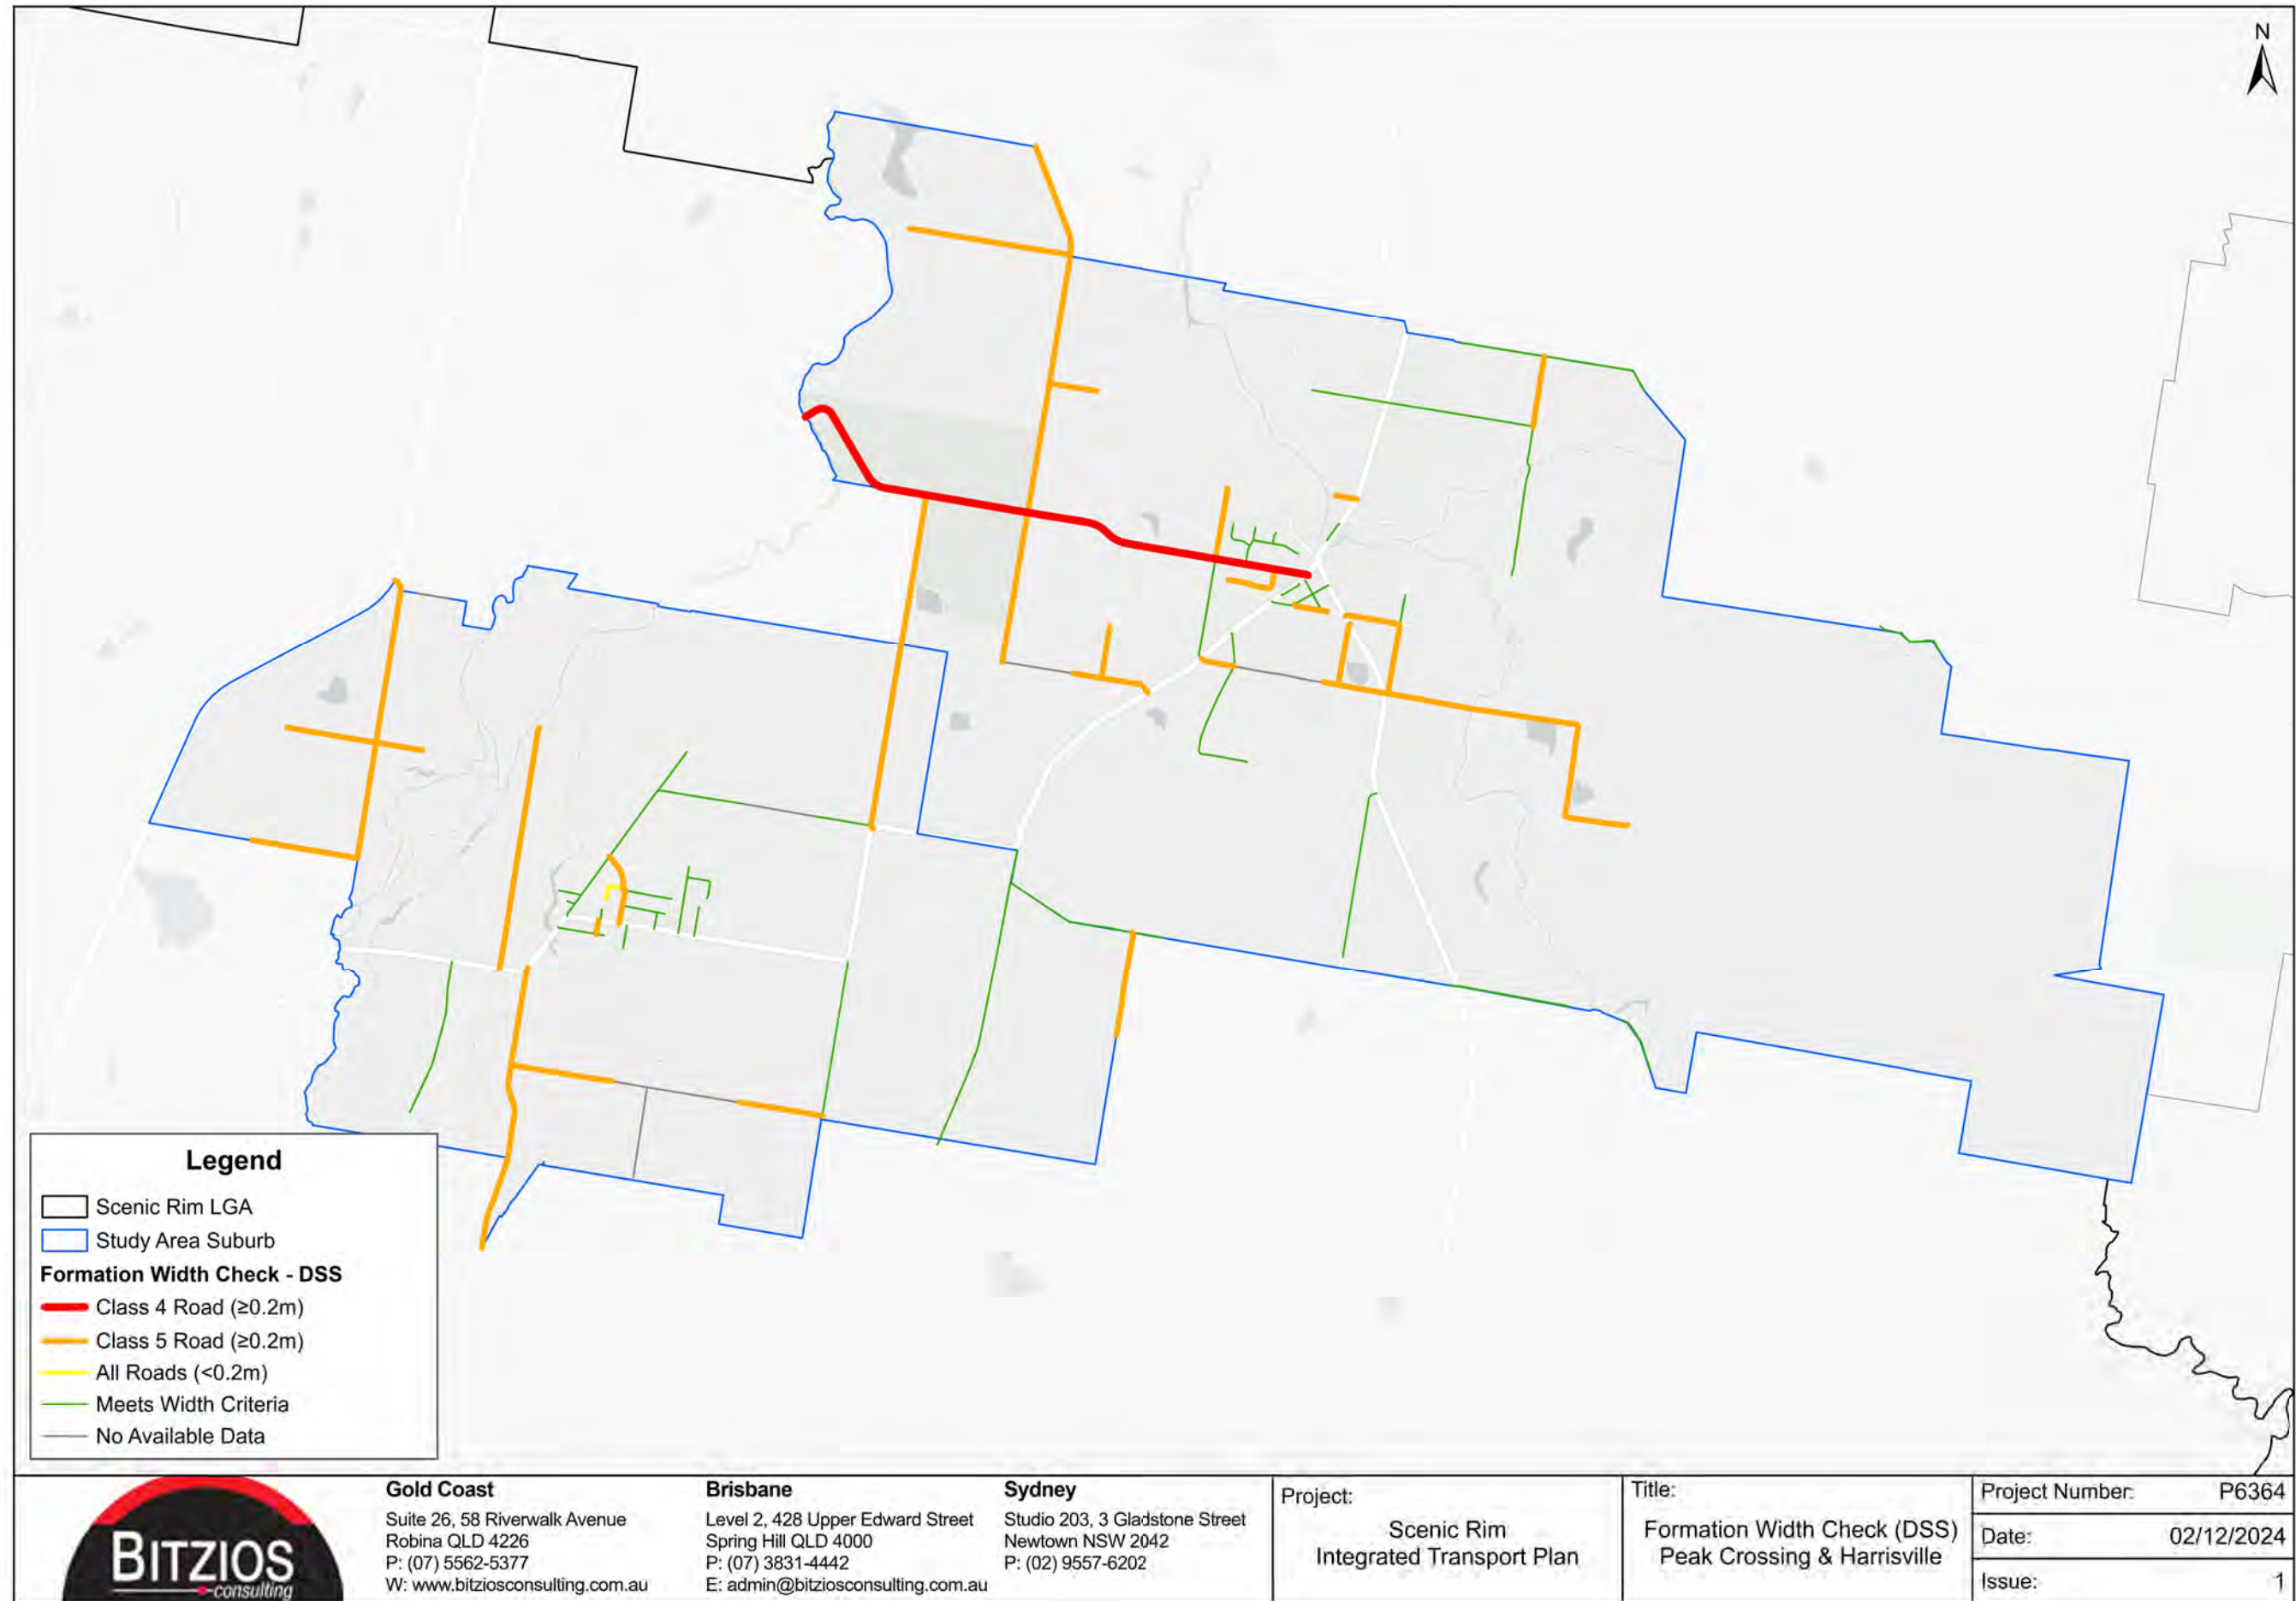 N
Legend
Scenic Rim LGA
Study Area Suburb
Formation Width Check - DSS
Class 4 Road (≥0.2m)
Class 5 Road (≥0.2m)
All Roads (<0.2m)
Meets Width Criteria
No Available Data
BITZIOS
consulting
Gold Coast
Suite 26, 58 Riverwalk Avenue
Robina QLD 4226
P: (07) 5562-5377
W: www.bitziosconsulting.com.au
Brisbane
Level 2, 428 Upper Edward Street
Spring Hill QLD 4000
P: (07) 3831-4442
E: admin@bitziosconsulting.com.au
Sydney
Studio 203, 3 Gladstone Street
Newtown NSW 2042
P: (02) 9557-6202
Project:
Scenic Rim
Integrated Transport Plan
Title:
Formation Width Check (DSS)
Peak Crossing & Harrisville
Project Number: P6364
Date: 02/12/2024
Issue: 1